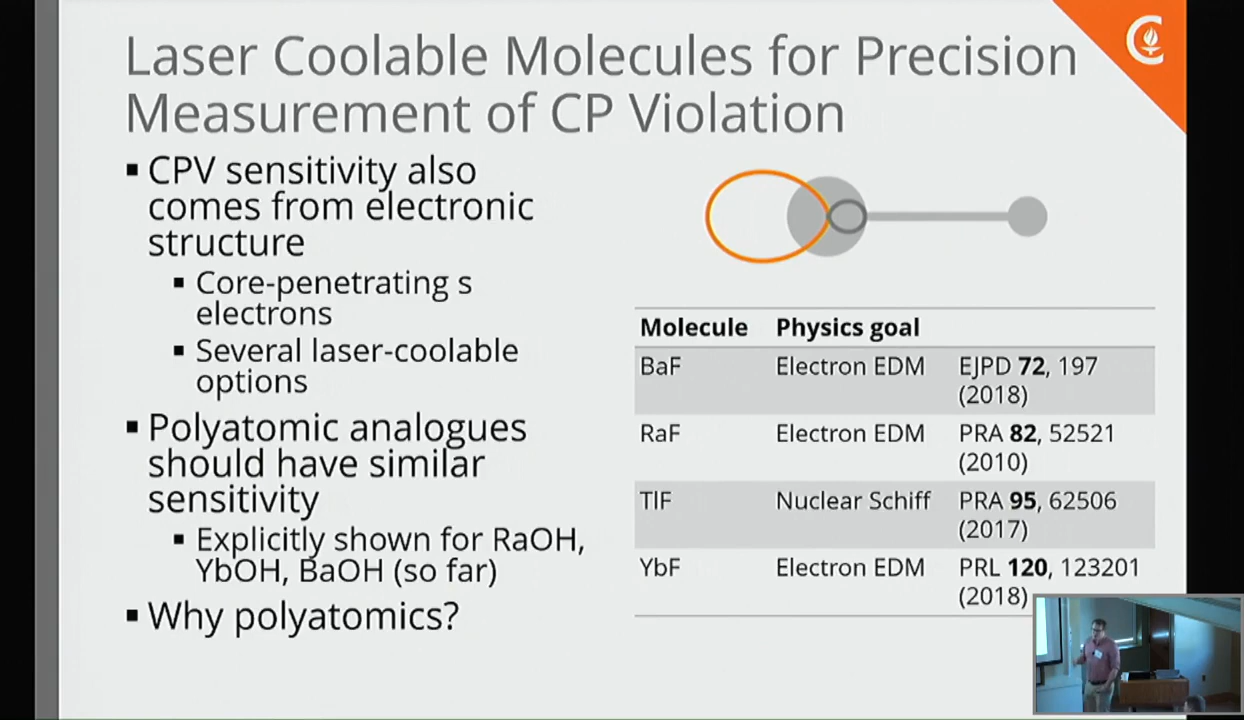 Laser Coolable Molecules for Precision
Measurement of CP Violation
▪ CPV sensitivity also
comes from electronic
structure
▪ Core-penetrating s
electrons
▪ Several laser-coolable
options
▪ Polyatomic analogues
should have similar
sensitivity
▪ Explicitly shown for RaOH,
YbOH, BaOH (so far)
▪ Why polyatomics?
Molecule Physics goal
BaF Electron EDM EJPD 72, 197
(2018)
RaF Electron EDM PRA 82, 52521
(2010)
TlF Nuclear Schiff PRA 95, 62506
(2017)
YbF Electron EDM PRL 120, 123201
(2018)